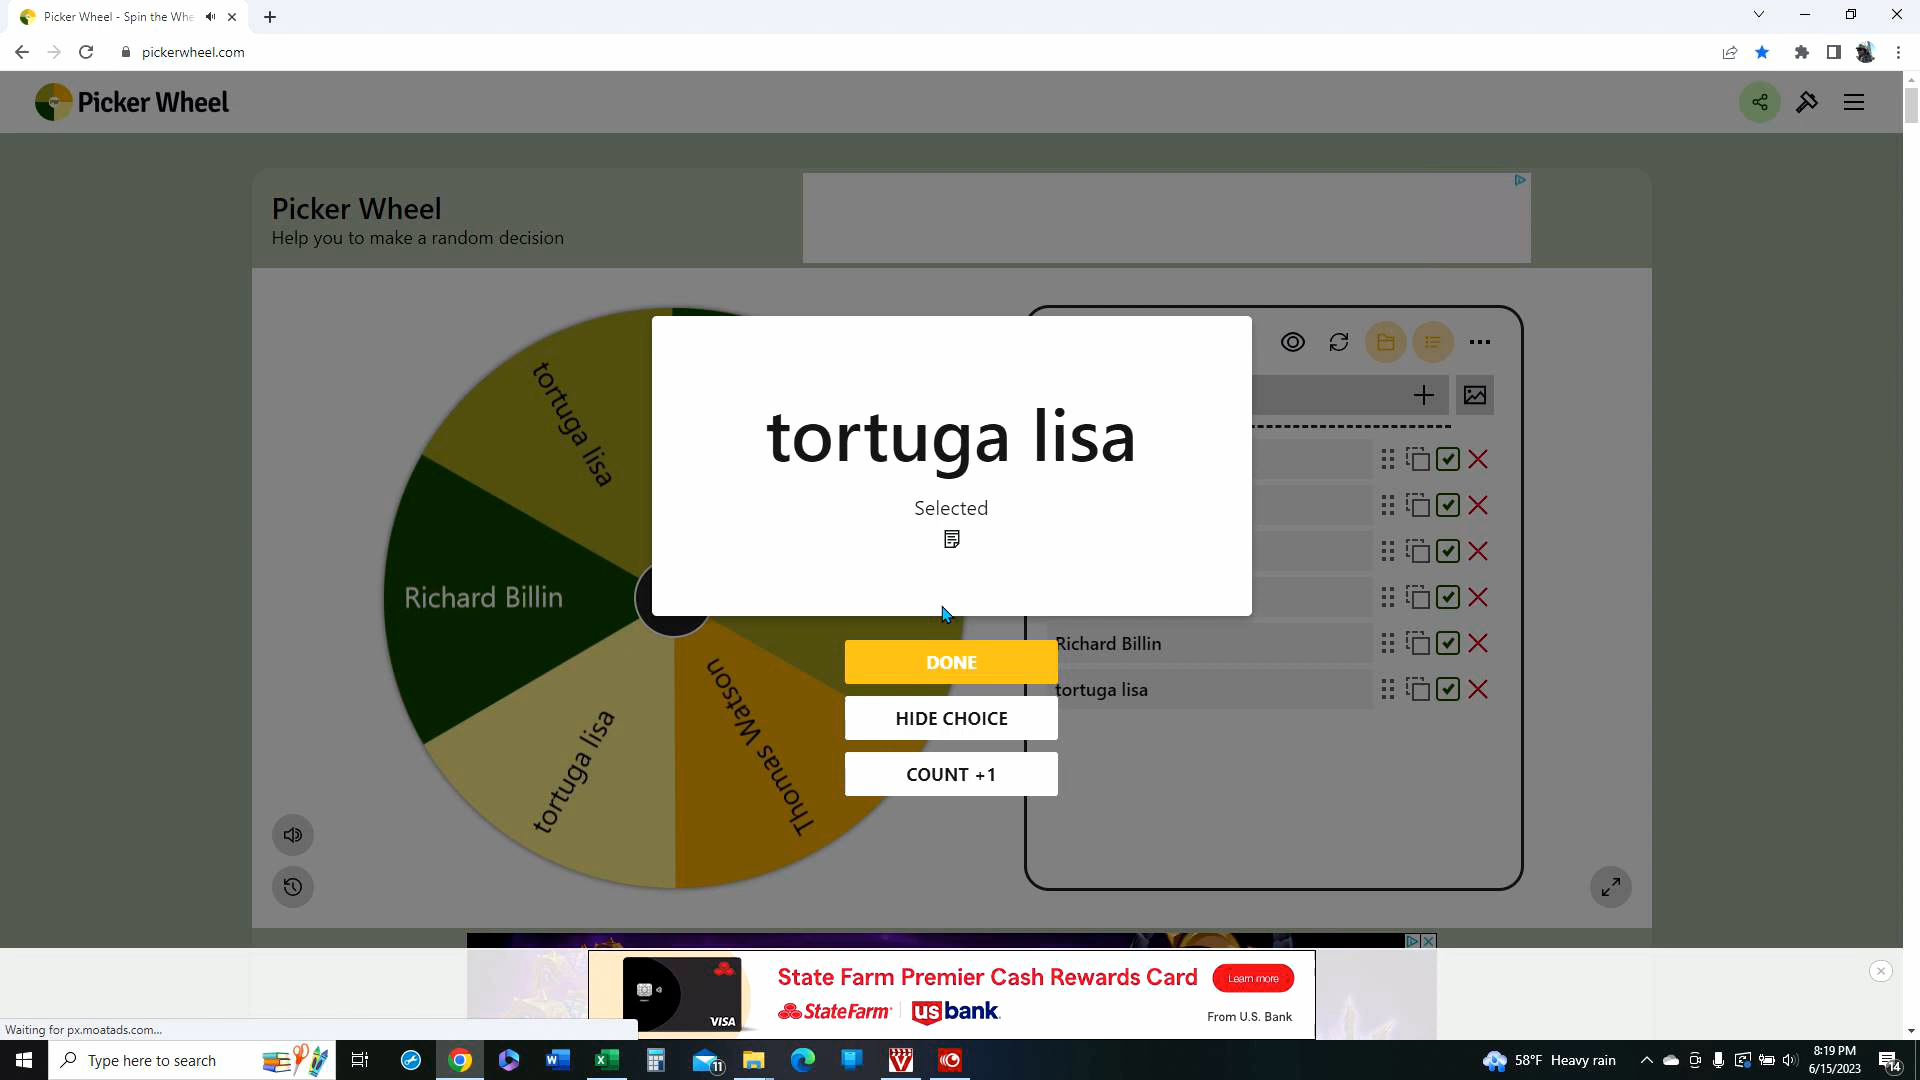 Picker Wheel - Spin the Whe
pickerwheel.com
Picker Wheel
Picker Wheel
Help you to make a random decision
tortuga lisa
Richard Billin
tortuga lisa
Thomas Watson
tortuga lisa
Selected
DONE
HIDE CHOICE
COUNT +1
Richard Billin
tortuga lisa
State Farm Premier Cash Rewards Card
Learn more
StateFarm
usbank
From U.S. Bank
VISA
Waiting for px.moatads.com...
Type here to search
11
58°F Heavy rain
8:19 PM
6/15/2023
14